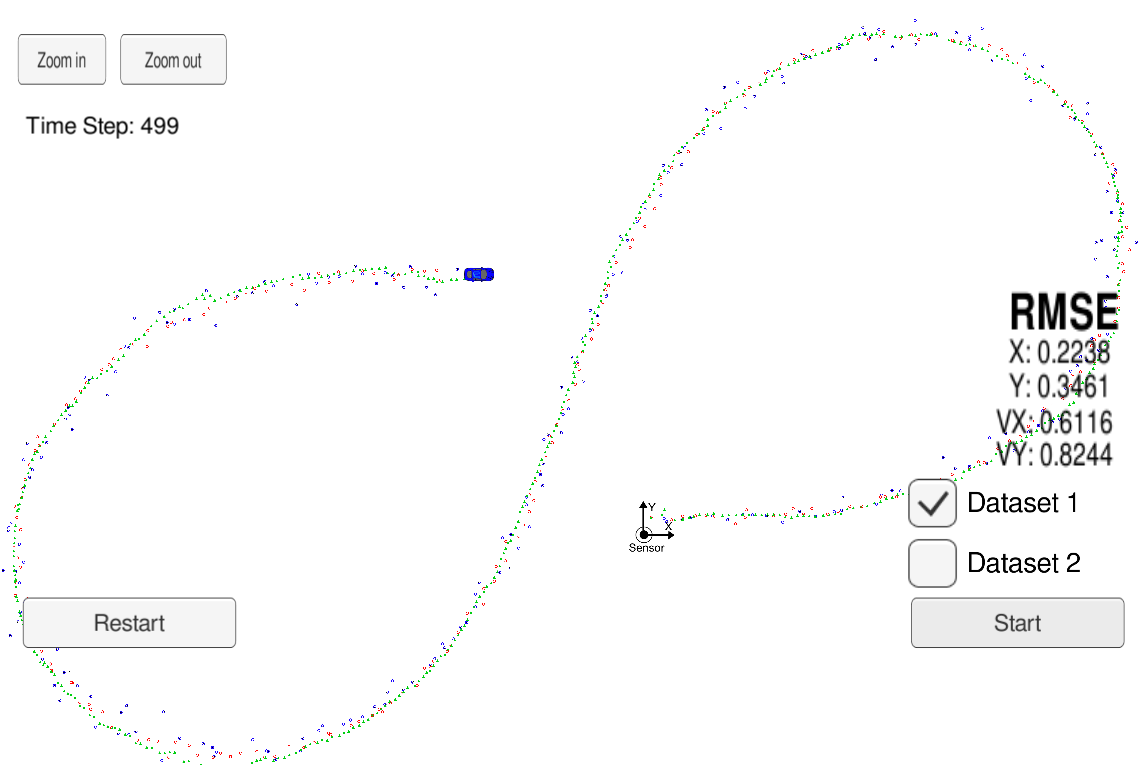 Zoom in
Zoom out
Time Step: 499
RMSE
X: 0.2238
Y: 0.3461
VX: 0.6116
VY: 0.8244
Y
X
Sensor
Dataset 1
Dataset 2
Restart
Start